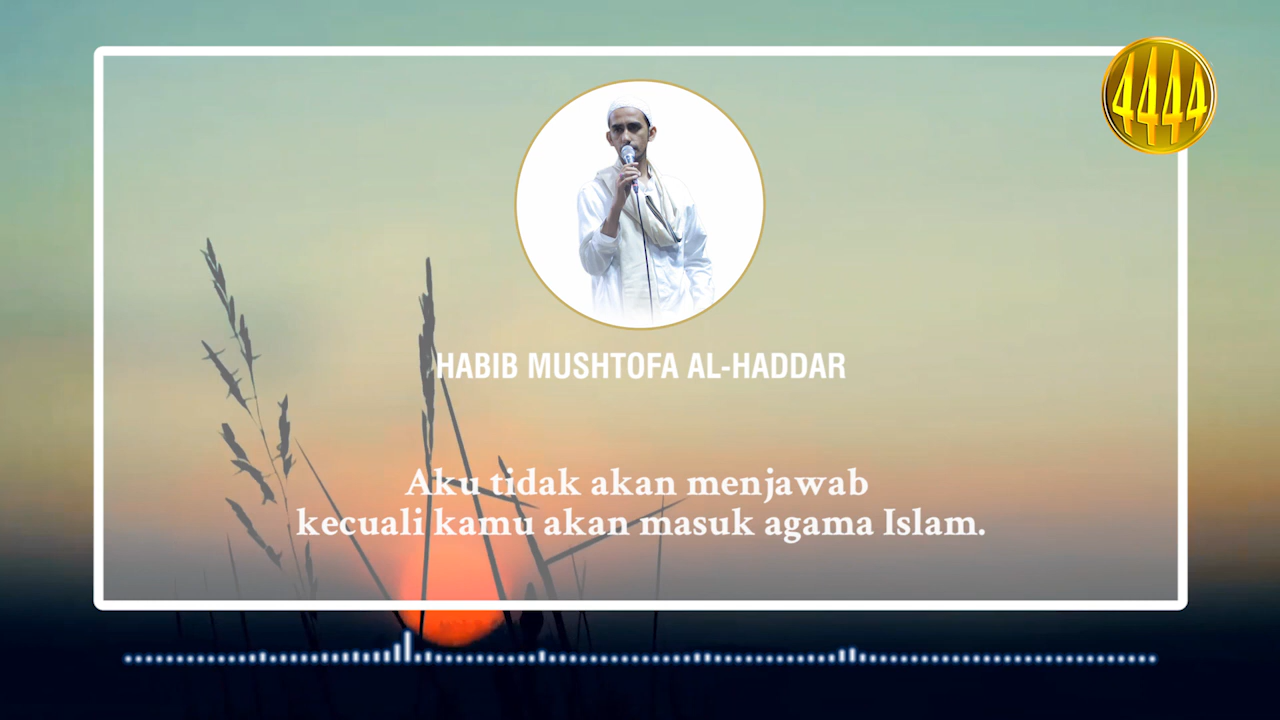 4444
HABIB MUSHTOFA AL-HADDAR
Aku tidak akan menjawab
kecuali kamu akan masuk agama Islam.